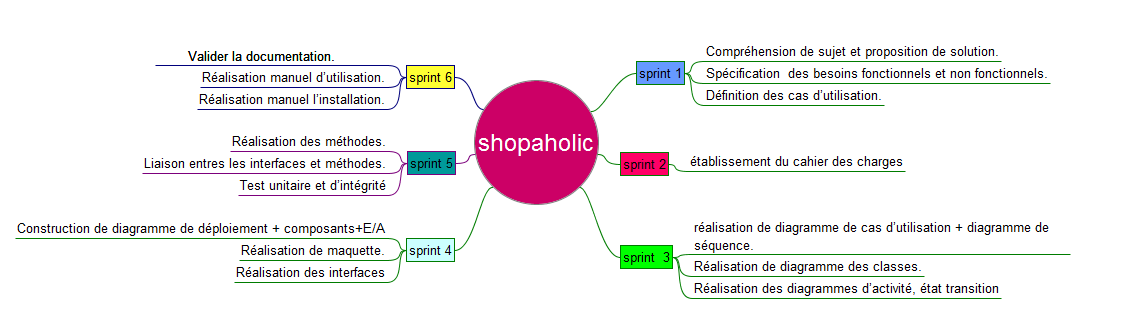 shopaholic
sprint 1
Compréhension de sujet et proposition de solution.
Spécification  des besoins fonctionnels et non fonctionnels.
Définition des cas d'utilisation.
sprint 2
établissement du cahier des charges
sprint  3
réalisation de diagramme de cas d'utilisation + diagramme de
séquence.
Réalisation de diagramme des classes.
Réalisation des diagrammes d'activité, état transition
sprint 4
Construction de diagramme de déploiement + composants+E/A
Réalisation de maquette.
Réalisation des interfaces
sprint 5
Réalisation des méthodes.
Liaison entres les interfaces et méthodes.
Test unitaire et d'intégrité
sprint 6
Valider la documentation.
Réalisation manuel d'utilisation.
Réalisation manuel l'installation.